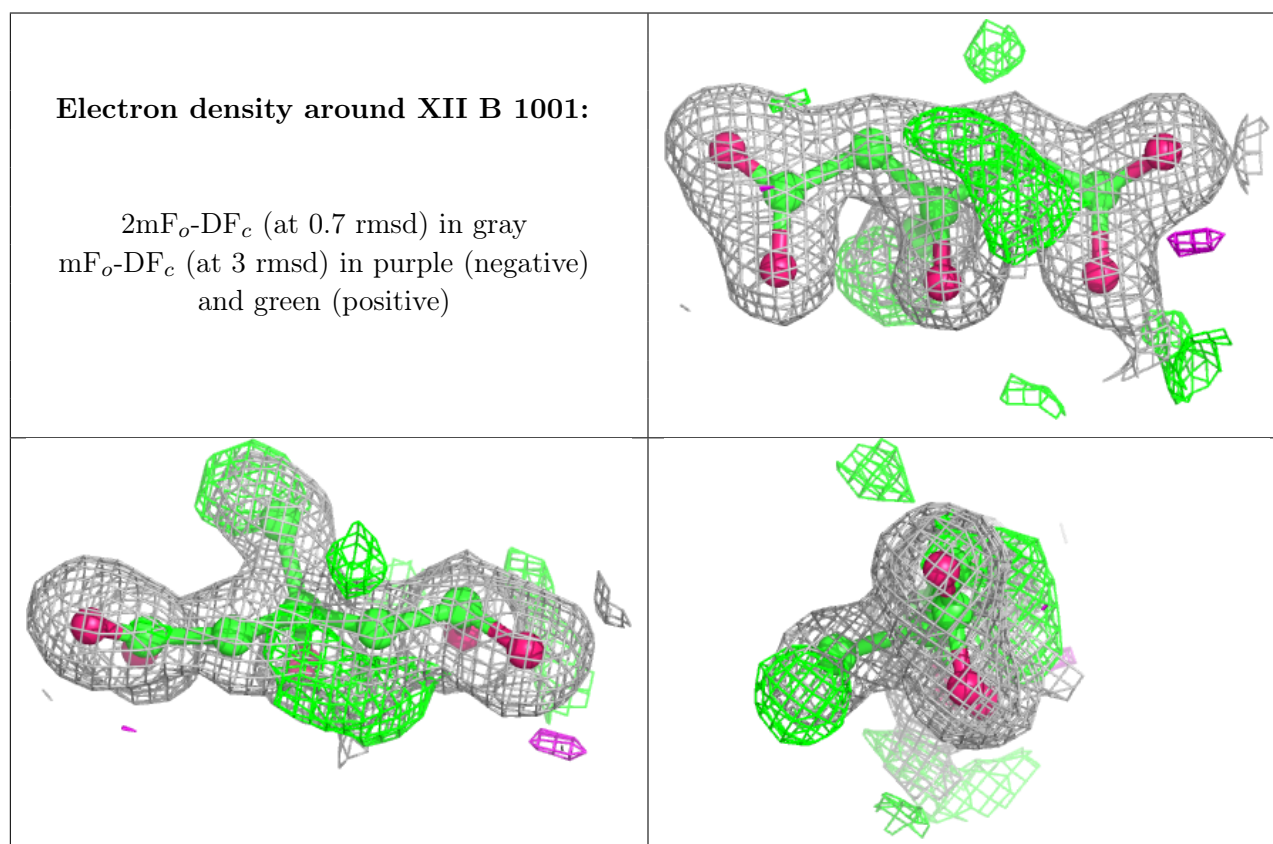 Electron density around XII B 1001:
2mFo-DFc (at 0.7 rmsd) in gray
mFo-DFc (at 3 rmsd) in purple (negative)
and green (positive)